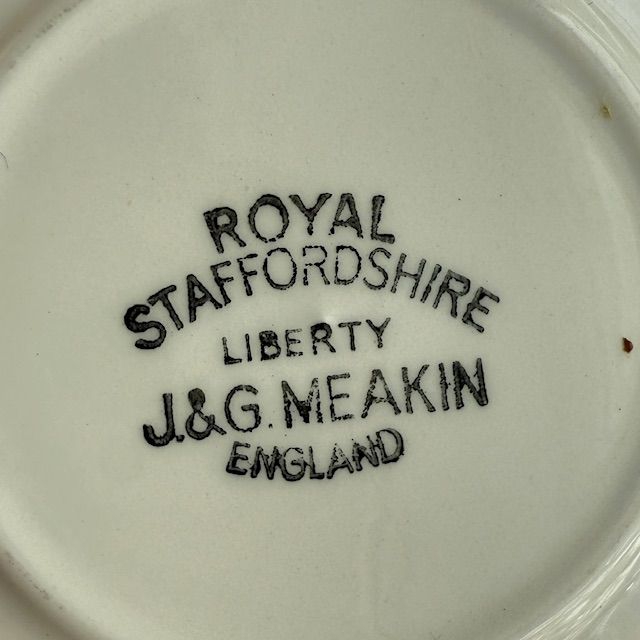 ROYAL
STAFFORDSHIRE
LIBERTY
J.&G. MEAKIN
ENGLAND